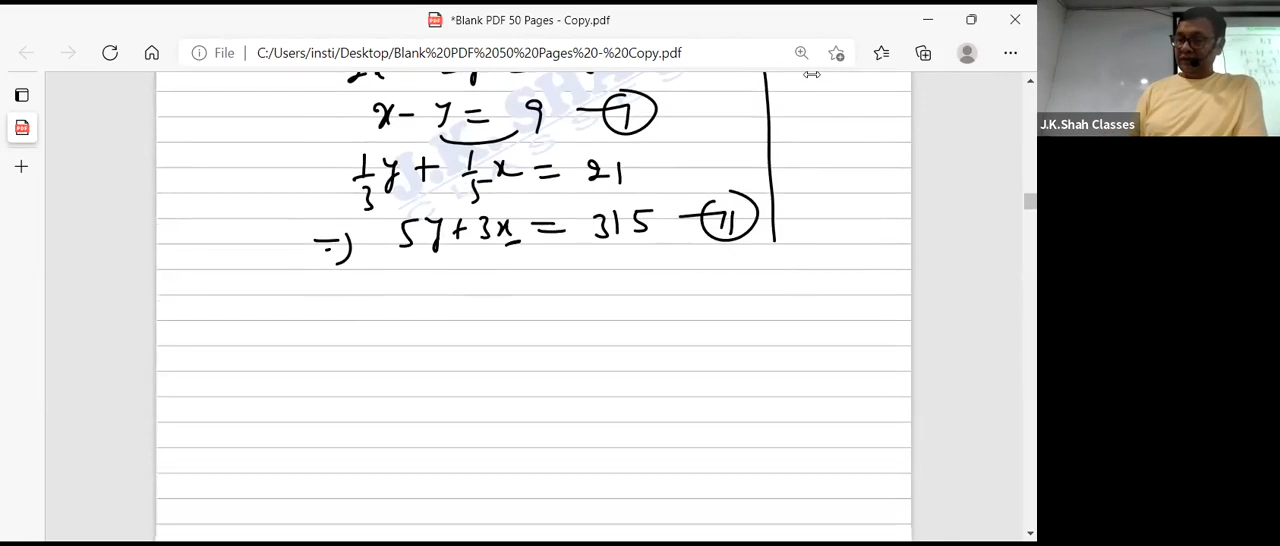 *Blank PDF 50 Pages - Copy.pdf
File | C:/Users/insti/Desktop/Blank%20PDF%2050%20Pages%20-%20Copy.pdf
x - y = 9 — I
1/3 y + 1/5 x = 21
=> 5y + 3x = 315 — II
J.K.Shah Classes